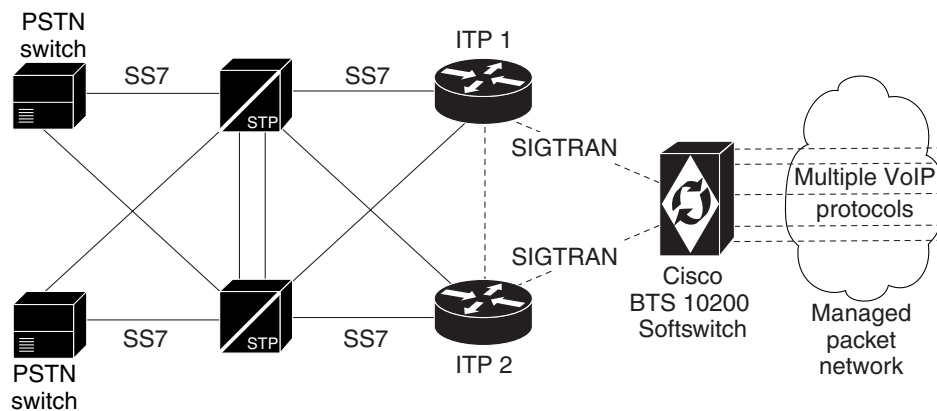 PSTN
switch
SS7
STP
SS7
ITP 1
SIGTRAN
Multiple VoIP
protocols
SIGTRAN
Cisco
BTS 10200
Softswitch
Managed
packet
network
PSTN
switch
SS7
STP
SS7
ITP 2